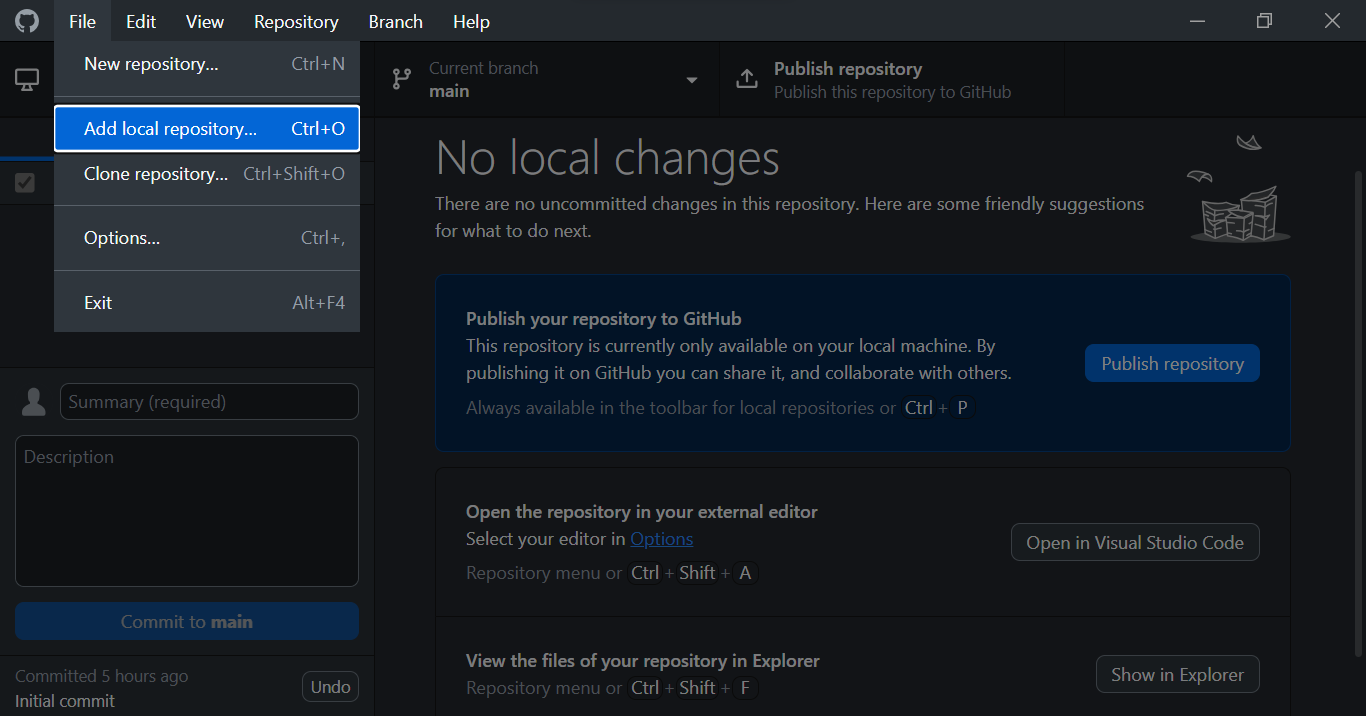 File Edit View Repository Branch Help
New repository... Ctrl+N
Add local repository... Ctrl+O
Clone repository... Ctrl+Shift+O
Options... Ctrl+,
Exit Alt+F4
Current branch
main
Publish repository
Publish this repository to GitHub
No local changes
There are no uncommitted changes in this repository. Here are some friendly suggestions
for what to do next.
Publish your repository to GitHub
This repository is currently only available on your local machine. By
publishing it on GitHub you can share it, and collaborate with others.
Always available in the toolbar for local repositories or Ctrl + P
Publish repository
Open the repository in your external editor
Select your editor in Options
Repository menu or Ctrl + Shift + A
Open in Visual Studio Code
View the files of your repository in Explorer
Repository menu or Ctrl + Shift + F
Show in Explorer
Summary (required)
Description
Commit to main
Committed 5 hours ago
Initial commit
Undo